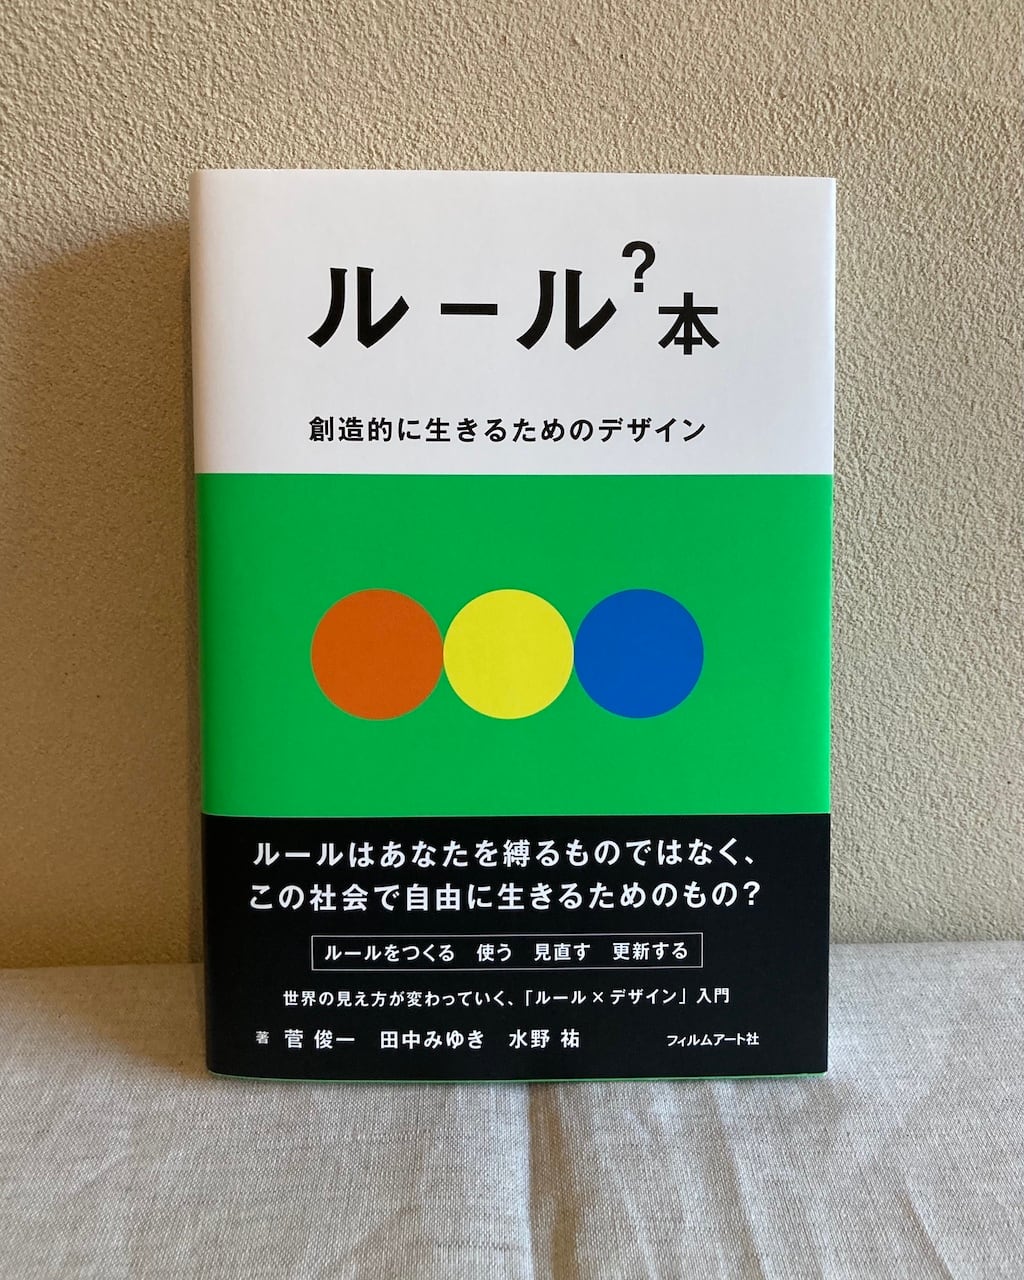 ルール?本
創造的に生きるためのデザイン
ルールはあなたを縛るものではなく、
この社会で自由に生きるためのもの?
ルールをつくる 使う 見直す 更新する
世界の見え方が変わっていく、「ルール×デザイン」入門
著 菅 俊一 田中みゆき 水野 祐 フィルムアート社